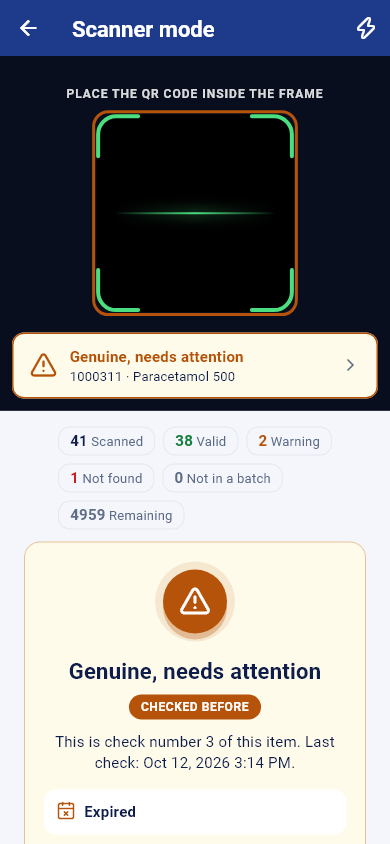 Scanner mode
PLACE THE QR CODE INSIDE THE FRAME
Genuine, needs attention
1000311 · Paracetamol 500
41 Scanned
38 Valid
2 Warning
1 Not found
0 Not in a batch
4959 Remaining
Genuine, needs attention
CHECKED BEFORE
This is check number 3 of this item. Last
check: Oct 12, 2026 3:14 PM.
Expired